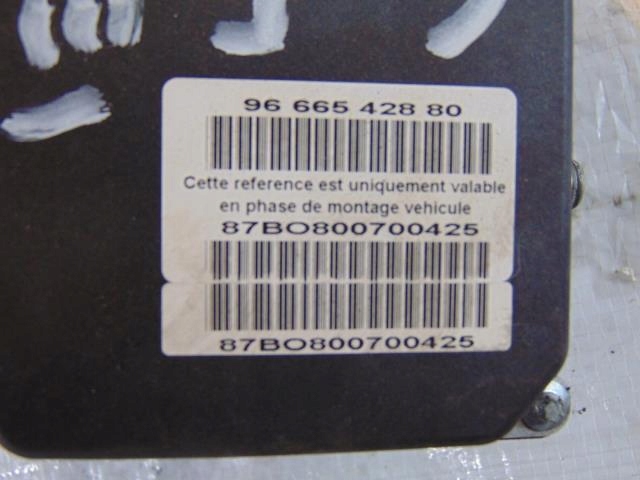 96 665 428 80
Cette reference est uniquement valable
en phase de montage vehicule
87BO800700425
87BO800700425